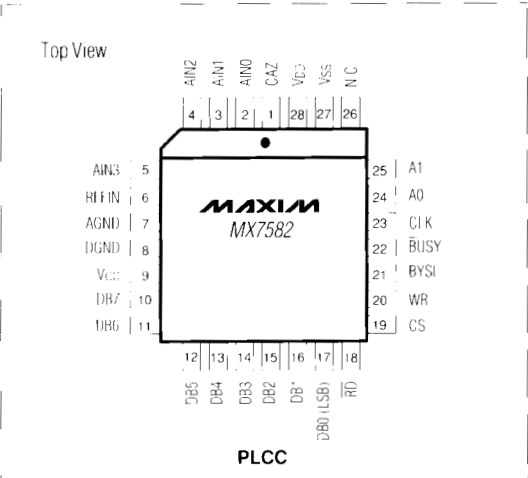 Top View
AIN2 AIN1 AIN0 CAZ VDD VSS N.C
4 3 2 1 28 27 26
AIN3 5
REFIN 6
AGND 7
DGND 8
VCC 9
DB7 10
DB6 11
25 A1
24 A0
23 CLK
22 BUSY
21 BYSL
20 WR
19 CS
MAXIM
MX7582
12 13 14 15 16 17 18
DB5 DB4 DB3 DB2 DB1 DB0 (LSB) RD
PLCC